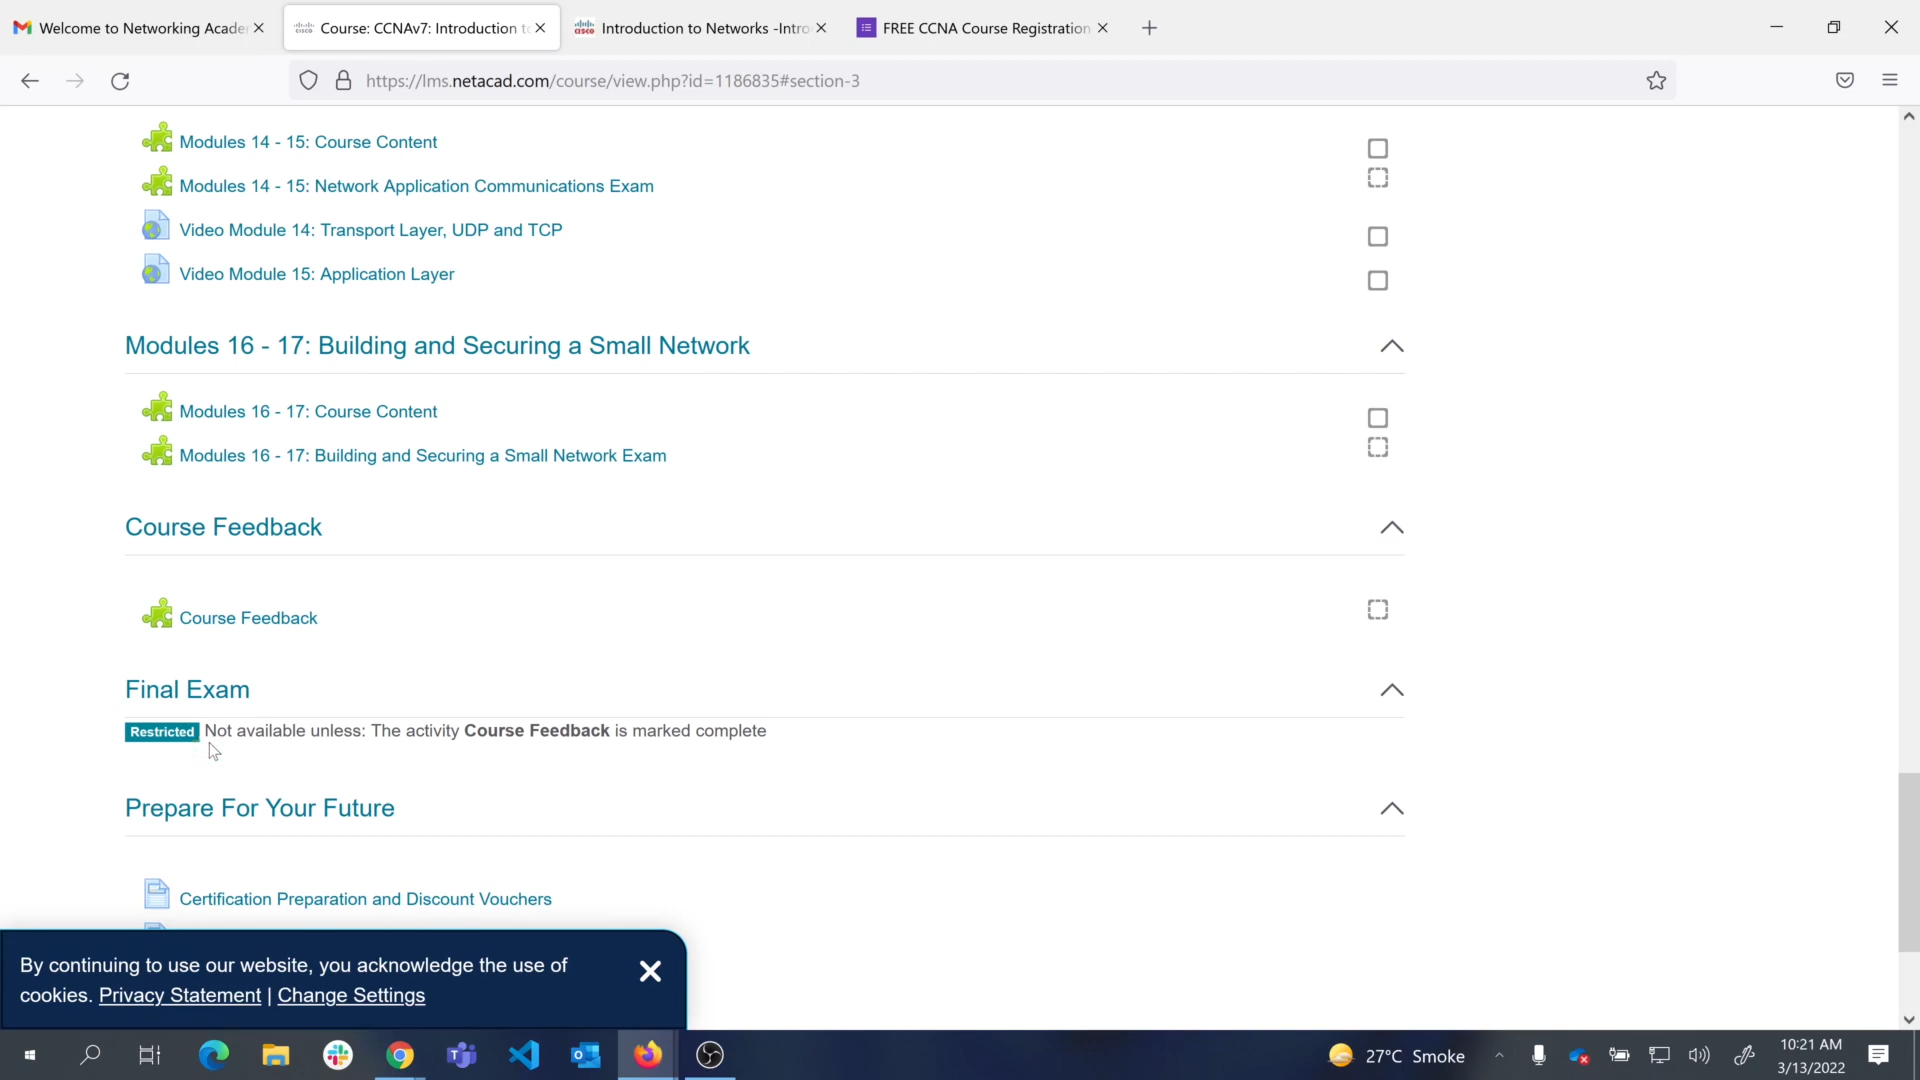 Welcome to Networking Acade
Course: CCNAv7: Introduction to
Introduction to Networks -Intro
FREE CCNA Course Registration
https://lms.netacad.com/course/view.php?id=1186835#section-3
Modules 14 - 15: Course Content
Modules 14 - 15: Network Application Communications Exam
Video Module 14: Transport Layer, UDP and TCP
Video Module 15: Application Layer
Modules 16 - 17: Building and Securing a Small Network
Modules 16 - 17: Course Content
Modules 16 - 17: Building and Securing a Small Network Exam
Course Feedback
Course Feedback
Final Exam
Restricted Not available unless: The activity Course Feedback is marked complete
Prepare For Your Future
Certification Preparation and Discount Vouchers
By continuing to use our website, you acknowledge the use of
cookies. Privacy Statement | Change Settings
27°C Smoke
10:21 AM
3/13/2022